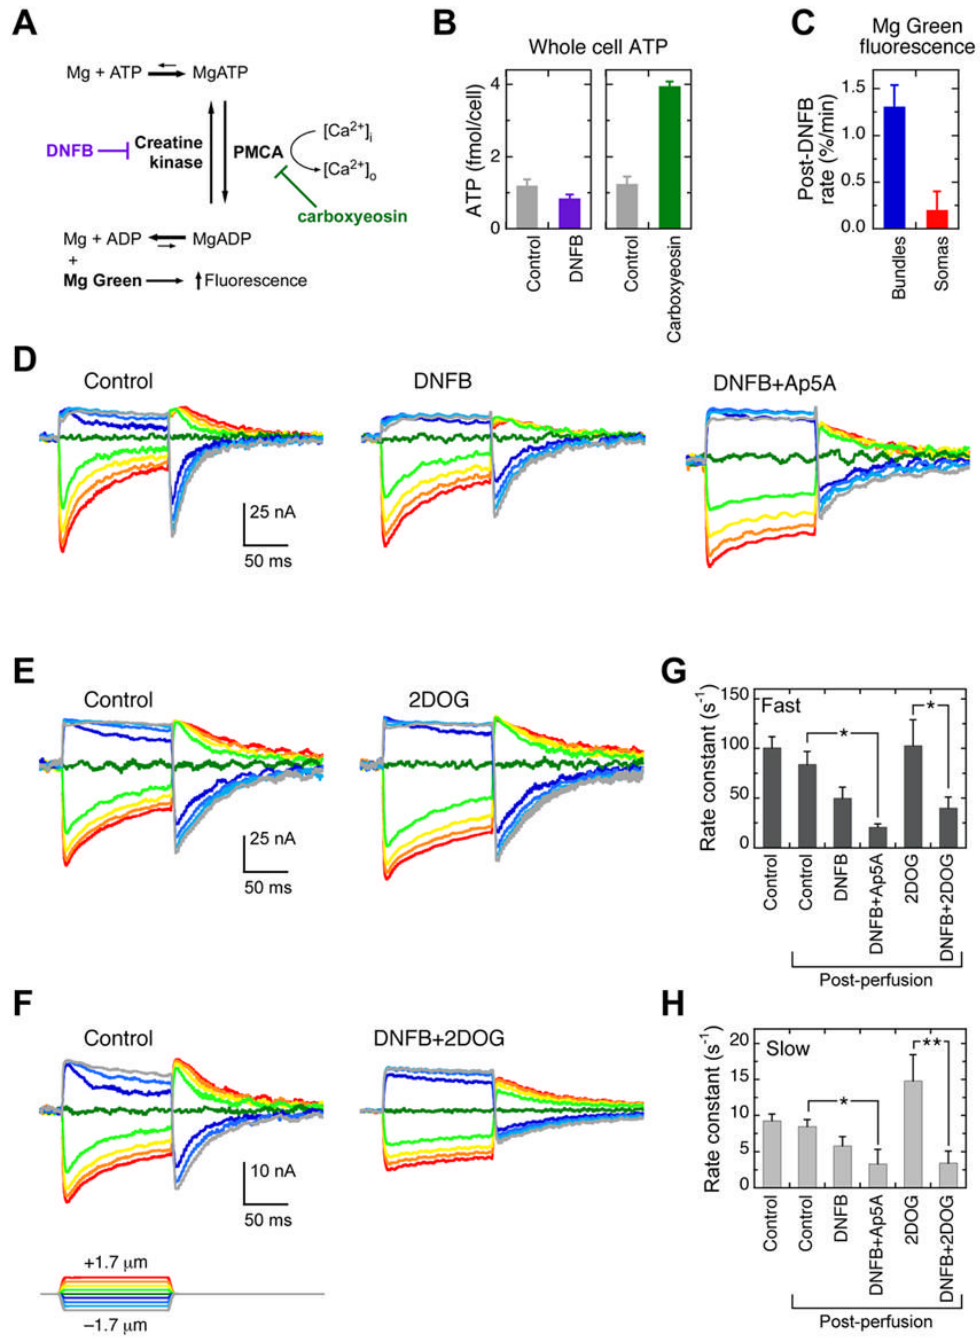 A
Mg + ATP MgATP
DNFB
Creatine
kinase
PMCA
[Ca²⁺]i
[Ca²⁺]o
carboxyeosin
Mg + ADP MgADP
+
Mg Green Fluorescence
B
Whole cell ATP
ATP (fmol/cell)
4
2
0
Control
DNFB
Control
Carboxyeosin
C
Mg Green
fluorescence
Post-DNFB
rate (%/min)
1.5
1.0
0.5
0.0
Bundles
Somas
D
Control
DNFB
DNFB+Ap5A
25 nA
50 ms
E
Control
2DOG
25 nA
50 ms
F
Control
DNFB+2DOG
10 nA
50 ms
+1.7 μm
−1.7 μm
G
Rate constant (s⁻¹)
150
100
50
0
Fast
*
*
Control
Control
DNFB
DNFB+Ap5A
2DOG
DNFB+2DOG
Post-perfusion
H
Rate constant (s⁻¹)
20
15
10
5
0
Slow
*
**
Control
Control
DNFB
DNFB+Ap5A
2DOG
DNFB+2DOG
Post-perfusion